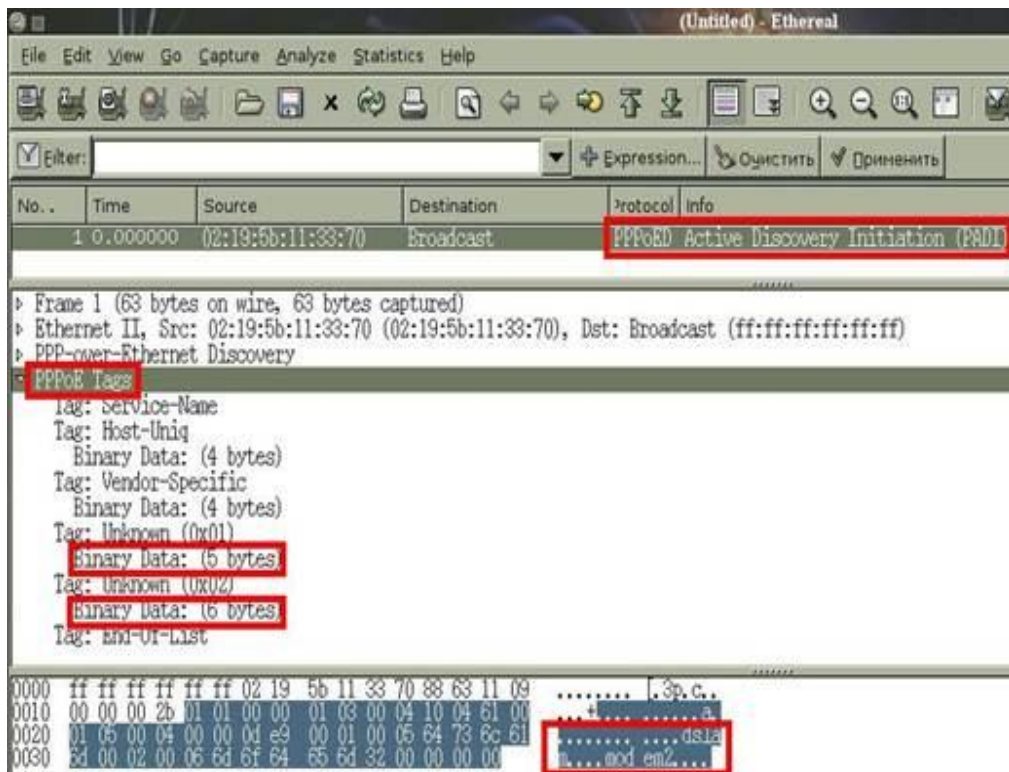 (Untitled) - Ethereal
File Edit View Go Capture Analyze Statistics Help
Filter: Expression... Очистить Применить
No. . Time Source Destination Protocol Info
1 0.000000 02:19:5b:11:33:70 Broadcast PPPoED Active Discovery Initiation (PADI)
Frame 1 (63 bytes on wire, 63 bytes captured)
Ethernet II, Src: 02:19:5b:11:33:70 (02:19:5b:11:33:70), Dst: Broadcast (ff:ff:ff:ff:ff:ff)
PPP-over-Ethernet Discovery
PPPoE Tags
Tag: Service-Name
Tag: Host-Uniq
Binary Data: (4 bytes)
Tag: Vendor-Specific
Binary Data: (4 bytes)
Tag: Unknown (0x01)
Binary Data: (5 bytes)
Tag: Unknown (0x02)
Binary Data: (6 bytes)
Tag: End-Of-List
0000 ff ff ff ff ff ff 02 19 5b 11 33 70 88 63 11 09 ........ [.3p.c..
0010 00 00 00 2b 01 01 00 00 01 03 00 04 10 04 61 00 ...+.... ......a.
0020 01 05 00 04 00 00 0d e9 00 01 00 05 64 73 6c 61 ........ ....dsla
0030 6d 00 02 00 06 6d 6f 64 65 6d 32 00 00 00 00 m....mod em2....